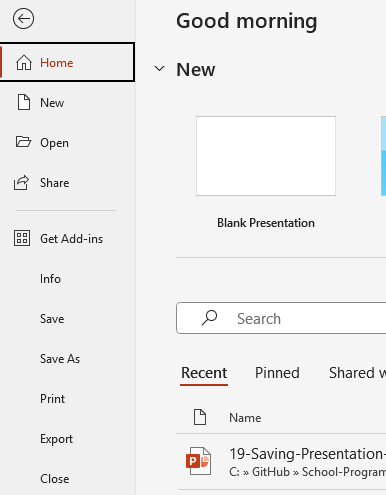 Good morning
Home
New
New
Open
Share
Blank Presentation
Get Add-ins
Info
Save
Search
Save As
Recent Pinned Shared w
Print
Name
Export
19-Saving-Presentation-
C: » GitHub » School-Program
Close